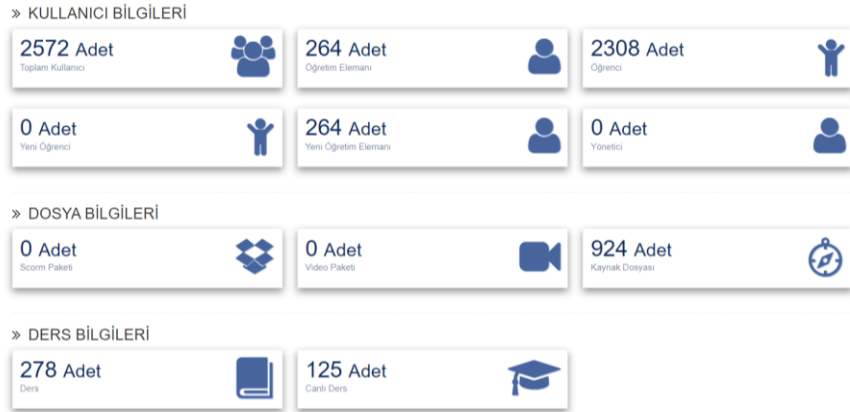 » KULLANICI BİLGİLERİ
2572 Adet
Toplam Kullanıcı
264 Adet
Öğretim Elemanı
2308 Adet
Öğrenci
0 Adet
Yeni Öğrenci
264 Adet
Yeni Öğretim Elemanı
0 Adet
Yönetici
» DOSYA BİLGİLERİ
0 Adet
Scorm Paketi
0 Adet
Video Paketi
924 Adet
Kaynak Dosyası
» DERS BİLGİLERİ
278 Adet
Ders
125 Adet
Canlı Ders